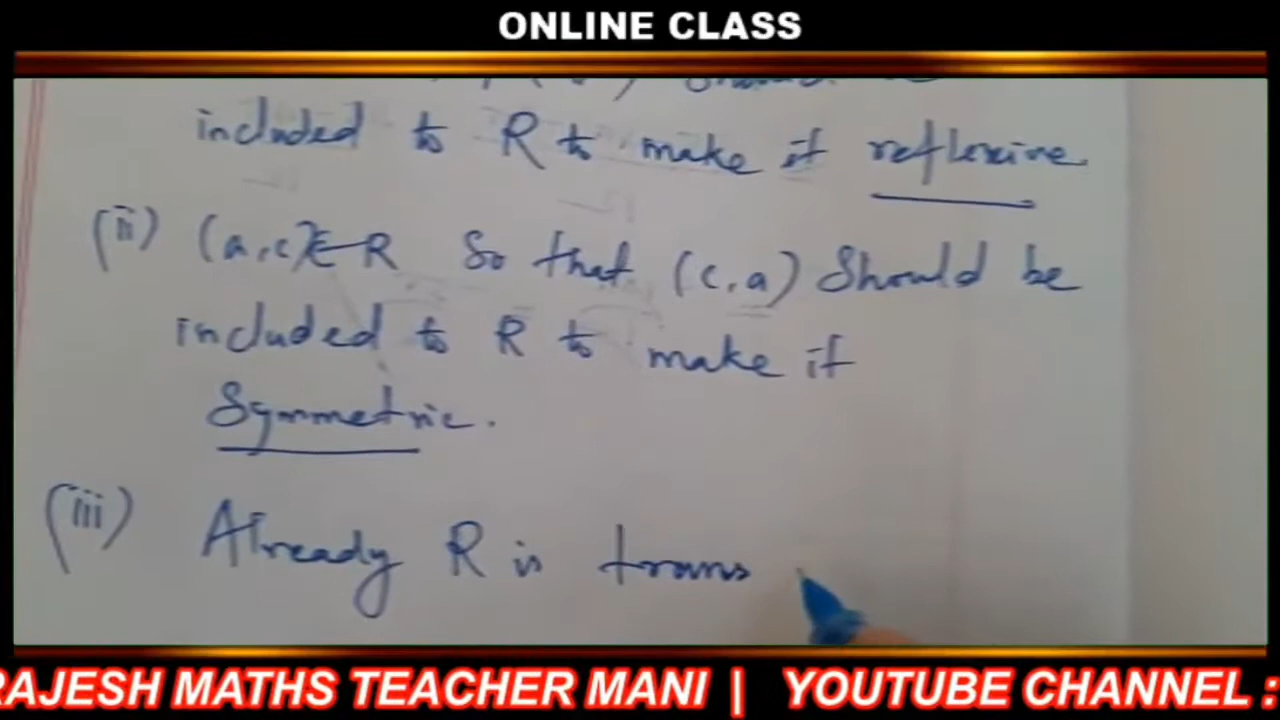 ONLINE CLASS
included to R to make it reflexive
(ii) (a,c)∈R So that (c,a) Should be
included to R to make it
Symmetric.
(iii) Already R is trans
RAJESH MATHS TEACHER MANI | YOUTUBE CHANNEL :